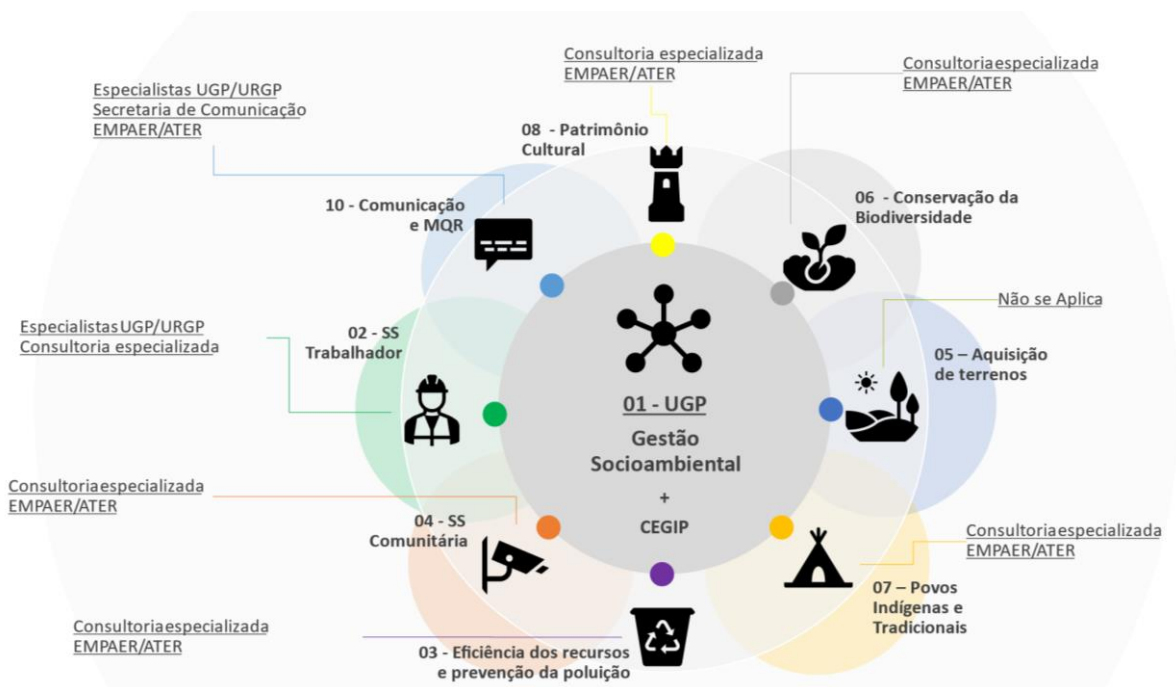 Consultoria especializada
EMPAER/ATER
Consultoria especializada
EMPAER/ATER
Especialistas UGP/URGP
Secretaria de Comunicação
EMPAER/ATER
08 - Patrimônio
Cultural
10 - Comunicação
e MQR
06 - Conservação da
Biodiversidade
Não se Aplica
Especialistas UGP/URGP
Consultoria especializada
02 - SS
Trabalhador
05 – Aquisição
de terrenos
01 - UGP
Gestão
Socioambiental
+
CEGIP
Consultoria especializada
EMPAER/ATER
04 - SS
Comunitária
Consultoria especializada
EMPAER/ATER
07 – Povos
Indígenas e
Tradicionais
Consultoria especializada
EMPAER/ATER
03 - Eficiência dos recursos
e prevenção da poluição